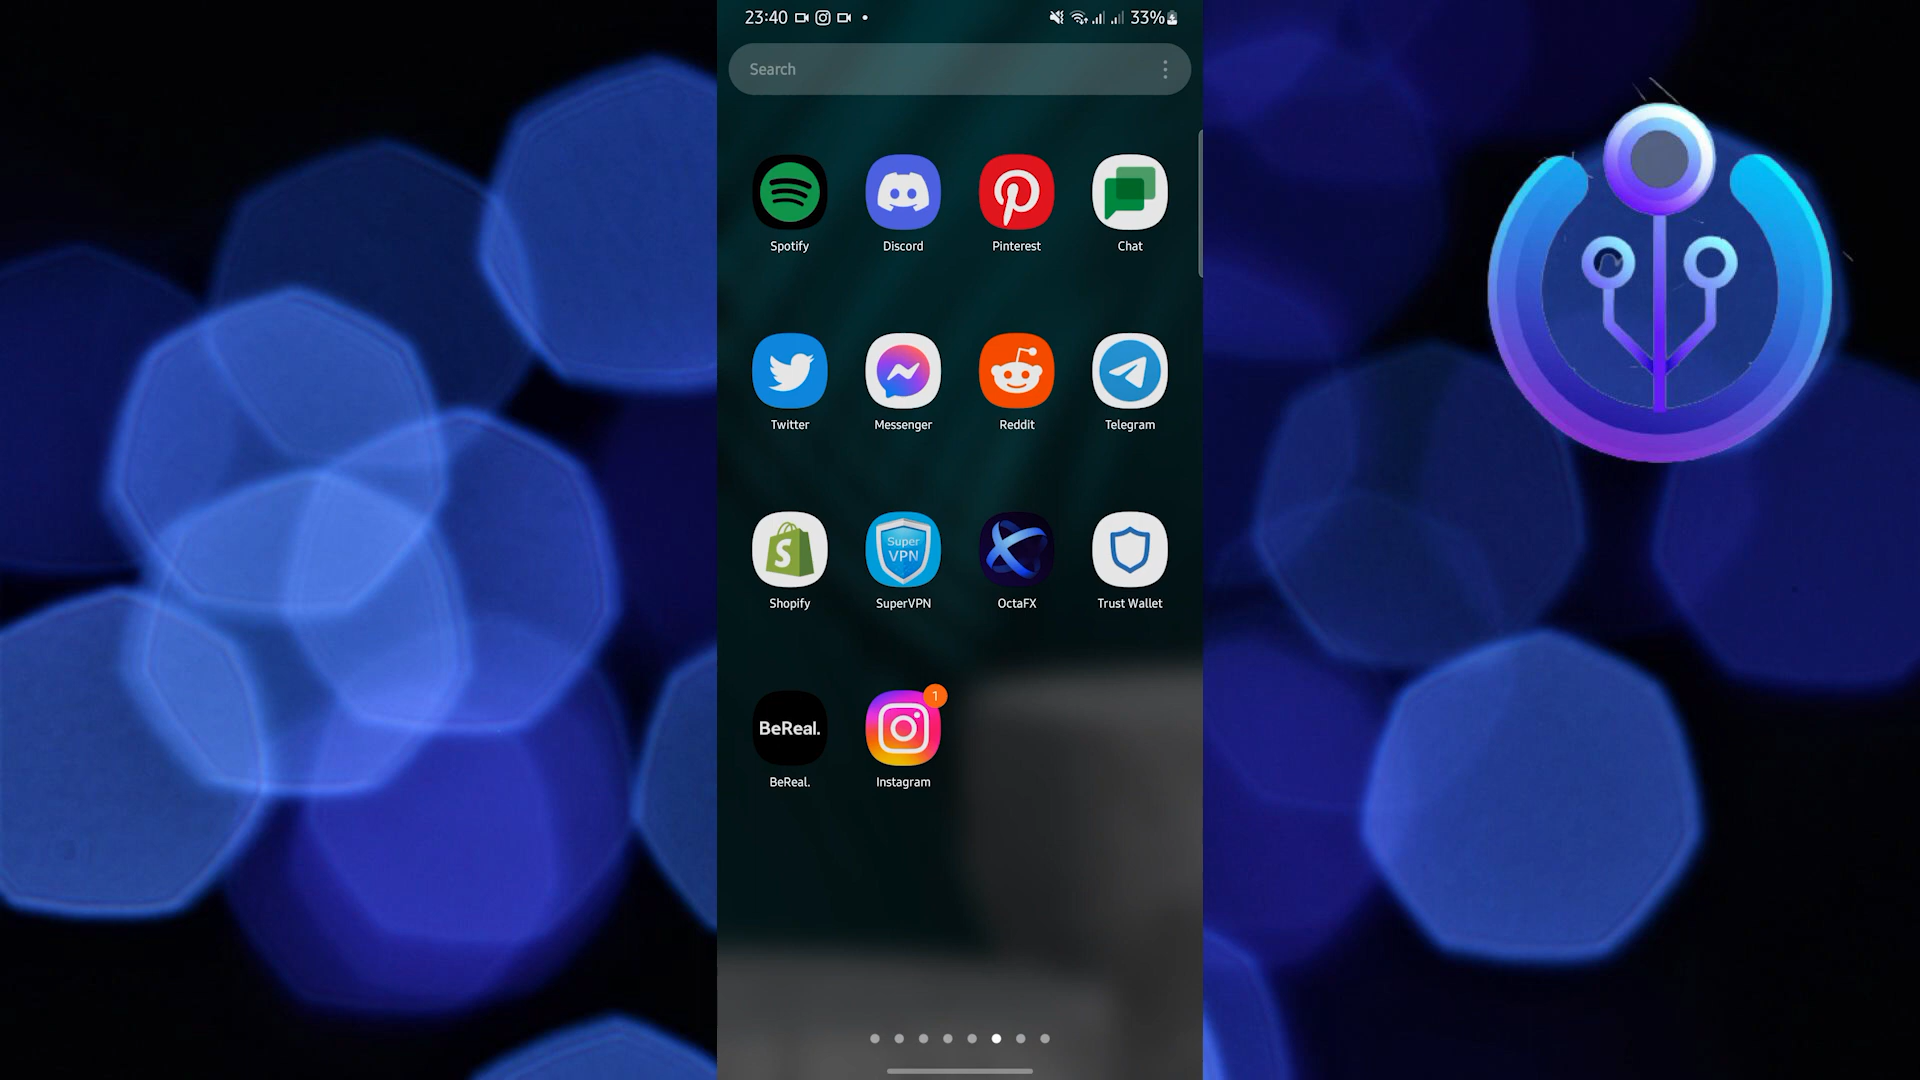 23:40
33%
Search
Spotify
Discord
Pinterest
Chat
Twitter
Messenger
Reddit
Telegram
S
Super
VPN
Shopify
SuperVPN
OctaFX
Trust Wallet
BeReal.
1
BeReal.
Instagram